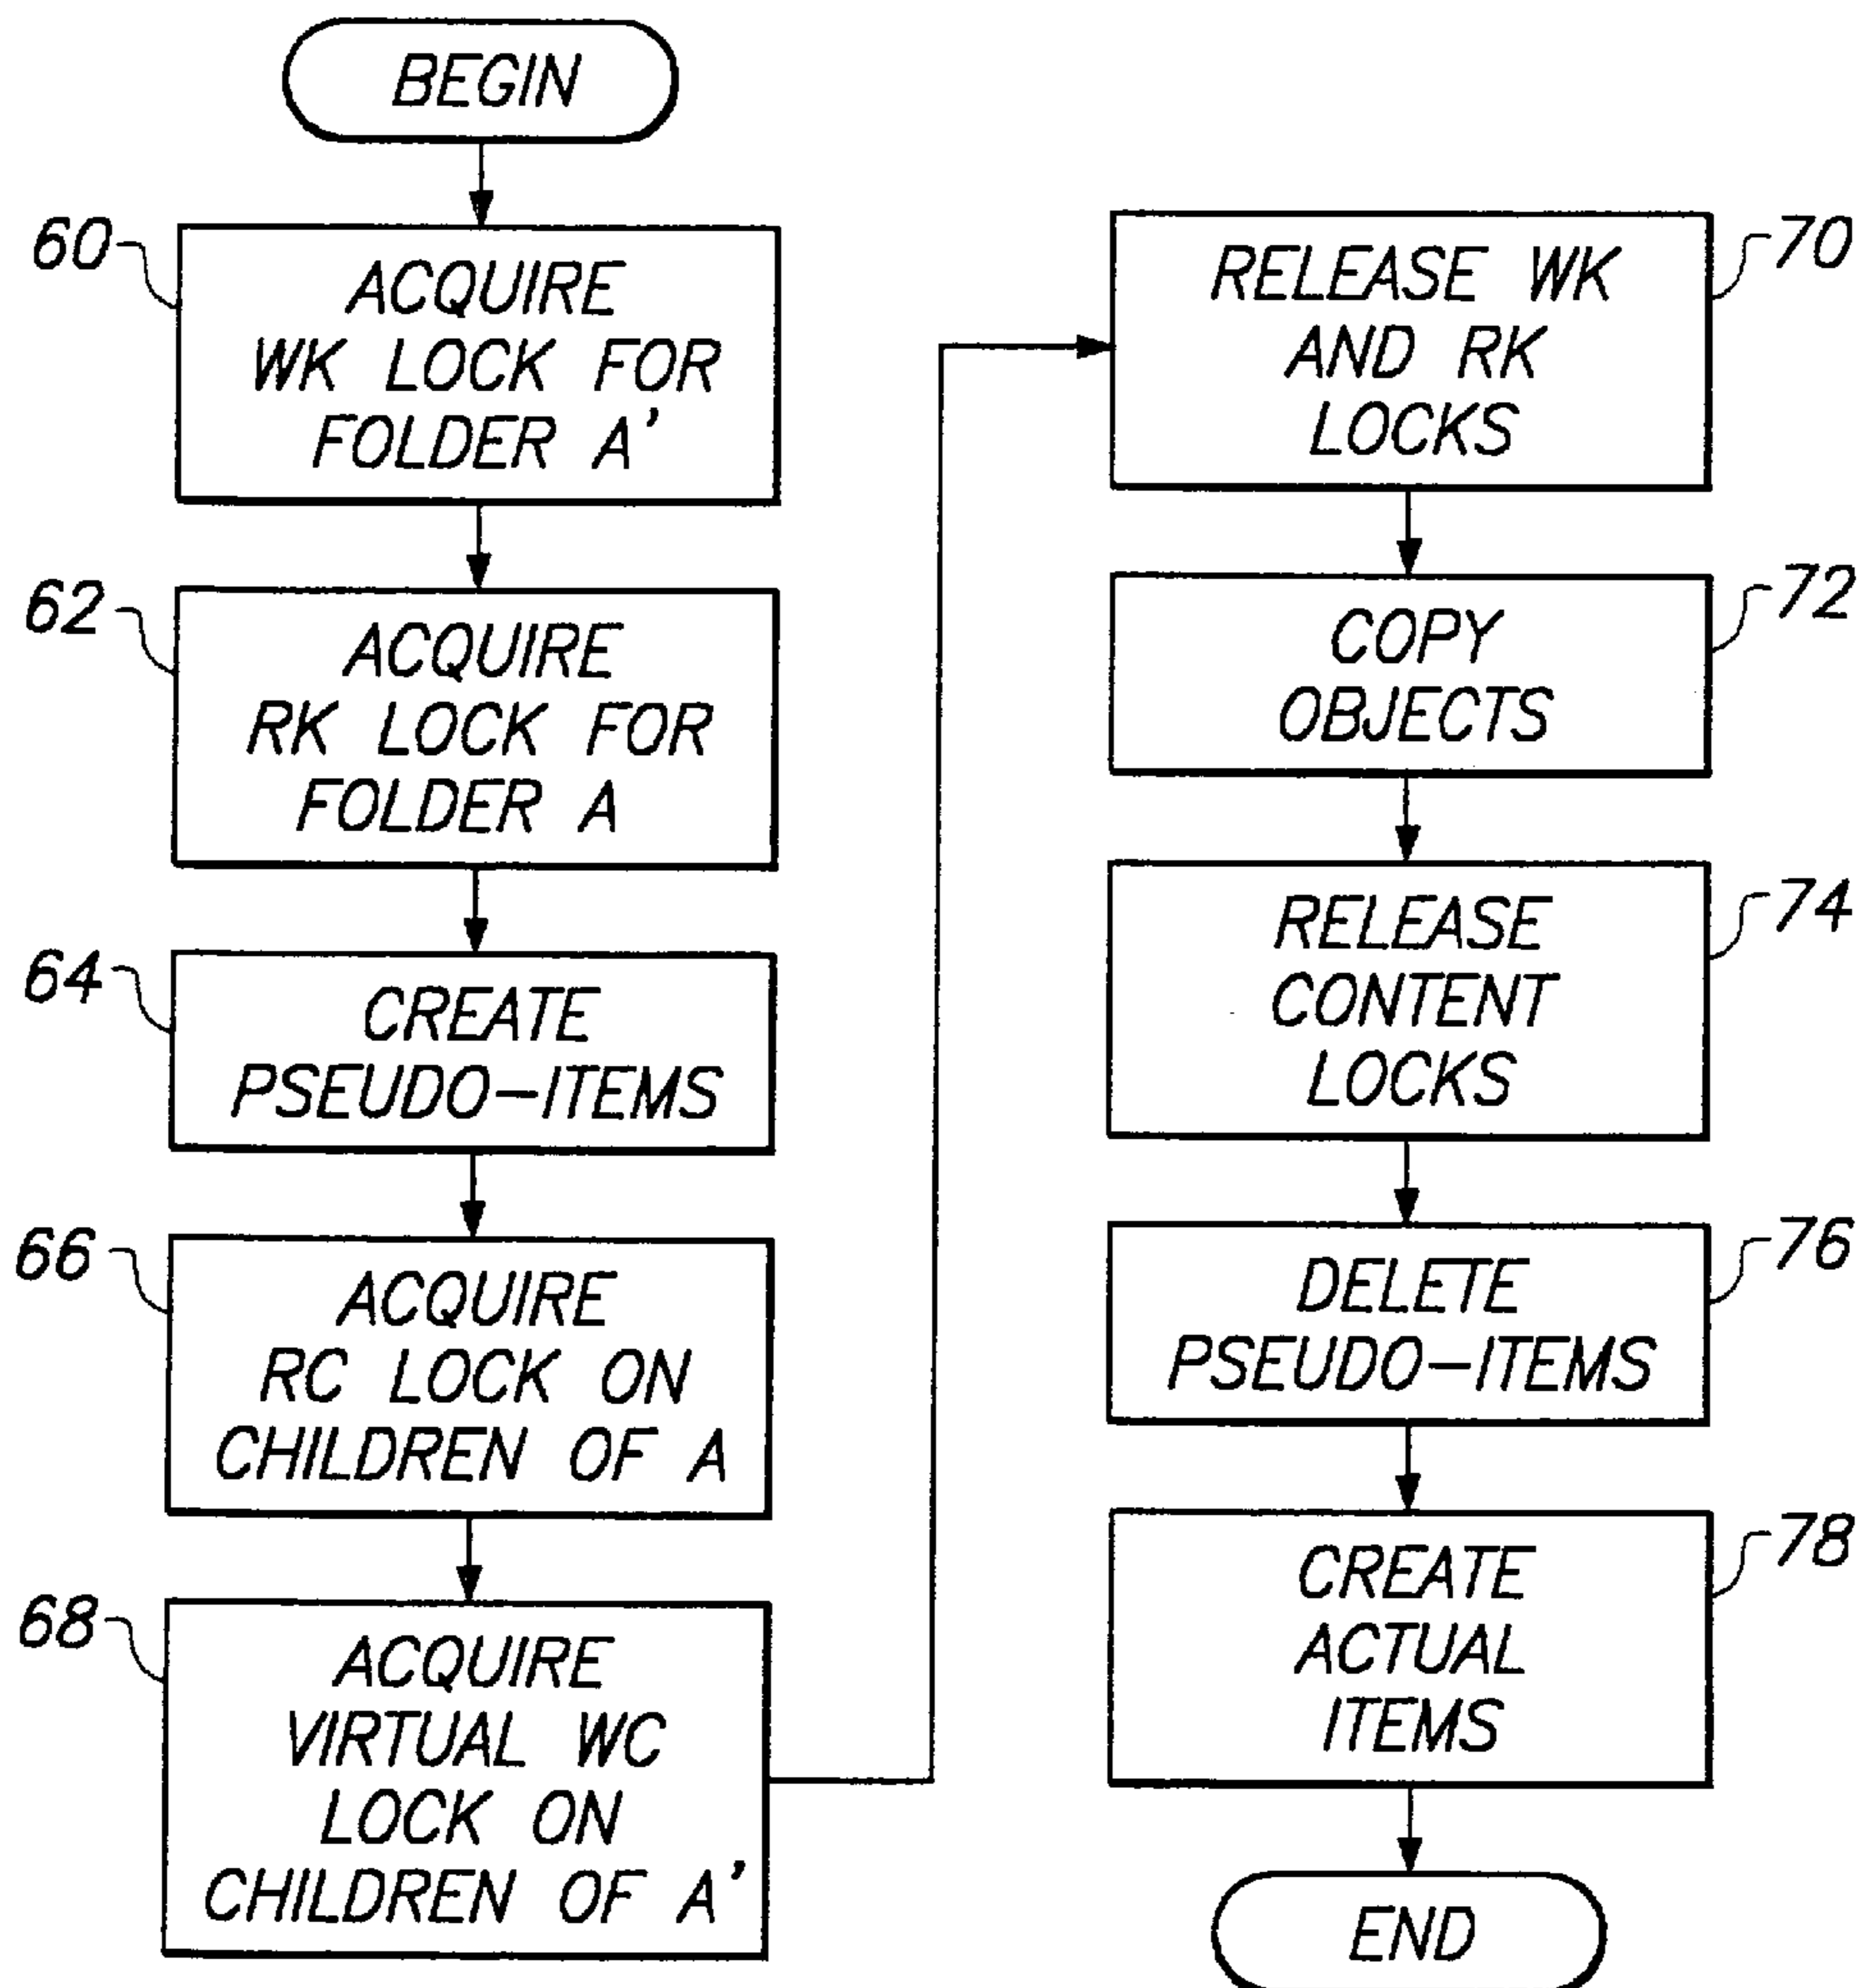 BEGIN
60
ACQUIRE
WK LOCK FOR
FOLDER A'
62
ACQUIRE
RK LOCK FOR
FOLDER A
64
CREATE
PSEUDO-ITEMS
66
ACQUIRE
RC LOCK ON
CHILDREN OF A
68
ACQUIRE
VIRTUAL WC
LOCK ON
CHILDREN OF A'
70
RELEASE WK
AND RK
LOCKS
72
COPY
OBJECTS
74
RELEASE
CONTENT
LOCKS
76
DELETE
PSEUDO-ITEMS
78
CREATE
ACTUAL
ITEMS
END